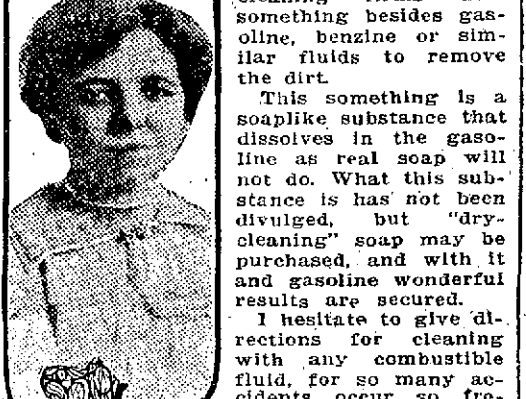 something besides gas-
oline, benzine or sim-
ilar fluids to remove
the dirt.
This something is a
soaplike substance that
dissolves in the gaso-
line as real soap will
not do. What this sub-
stance is has not been
divulged, but "dry-
cleaning" soap may be
purchased, and with it
and gasoline wonderful
results are secured.
I hesitate to give di-
rections for cleaning
with any combustible
fluid, for so many ac-
cidents occur so fre-